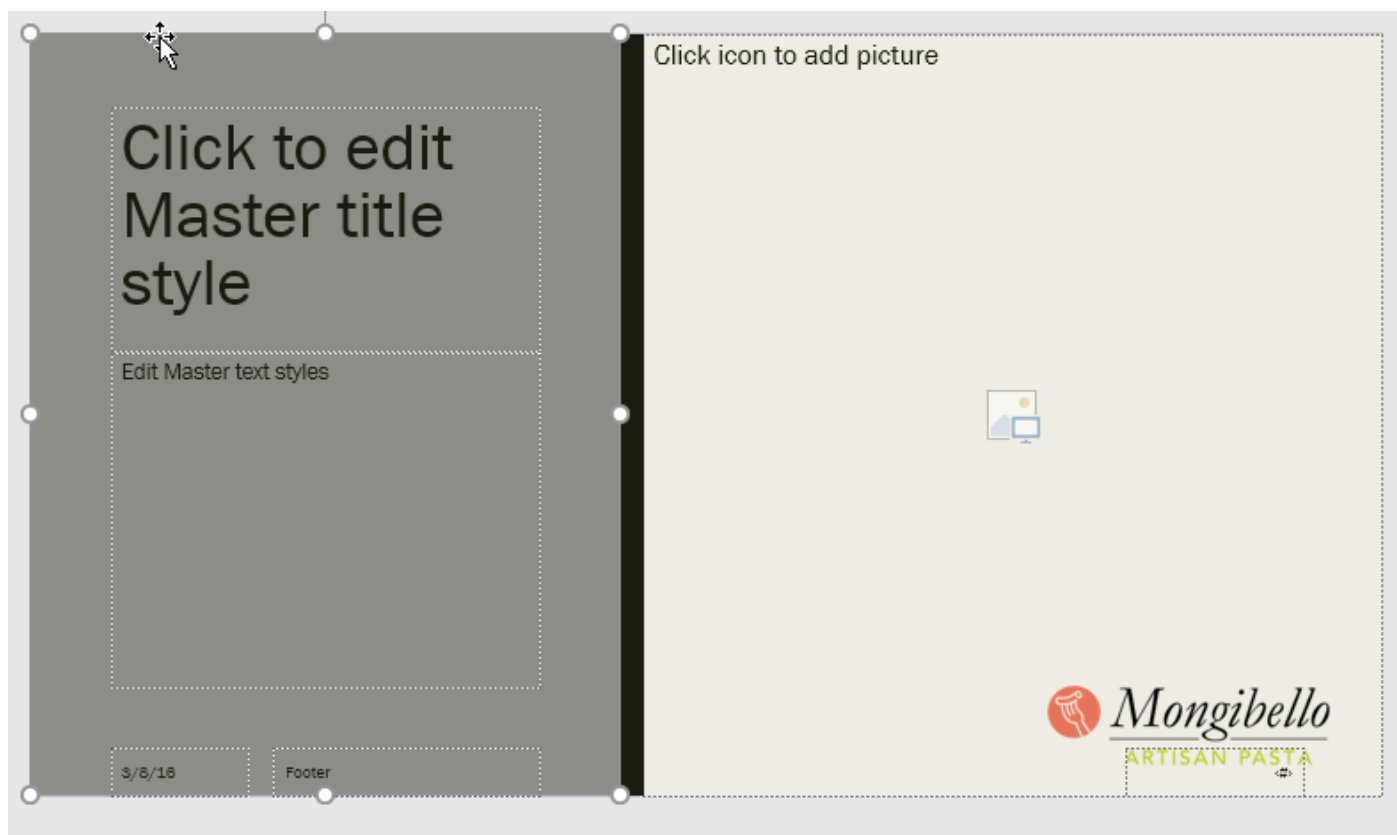 Click to edit
Master title
style
Edit Master text styles
3/8/16
Footer
Click icon to add picture
Mongibello
ARTISAN PASTA
‹#›